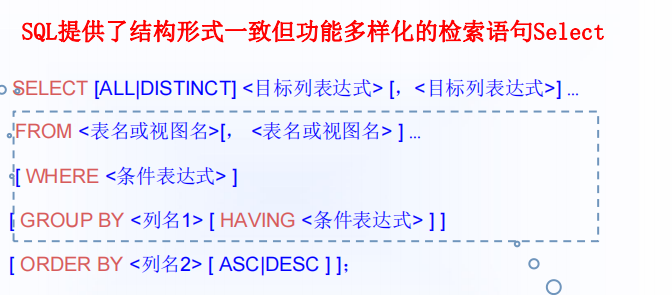 SQL提供了结构形式一致但功能多样化的检索语句Select
SELECT [ALL|DISTINCT] <目标列表达式> [，<目标列表达式>] …
FROM <表名或视图名>[， <表名或视图名> ] …
[ WHERE <条件表达式> ]
[ GROUP BY <列名1> [ HAVING <条件表达式> ] ]
[ ORDER BY <列名2> [ ASC|DESC ] ]；